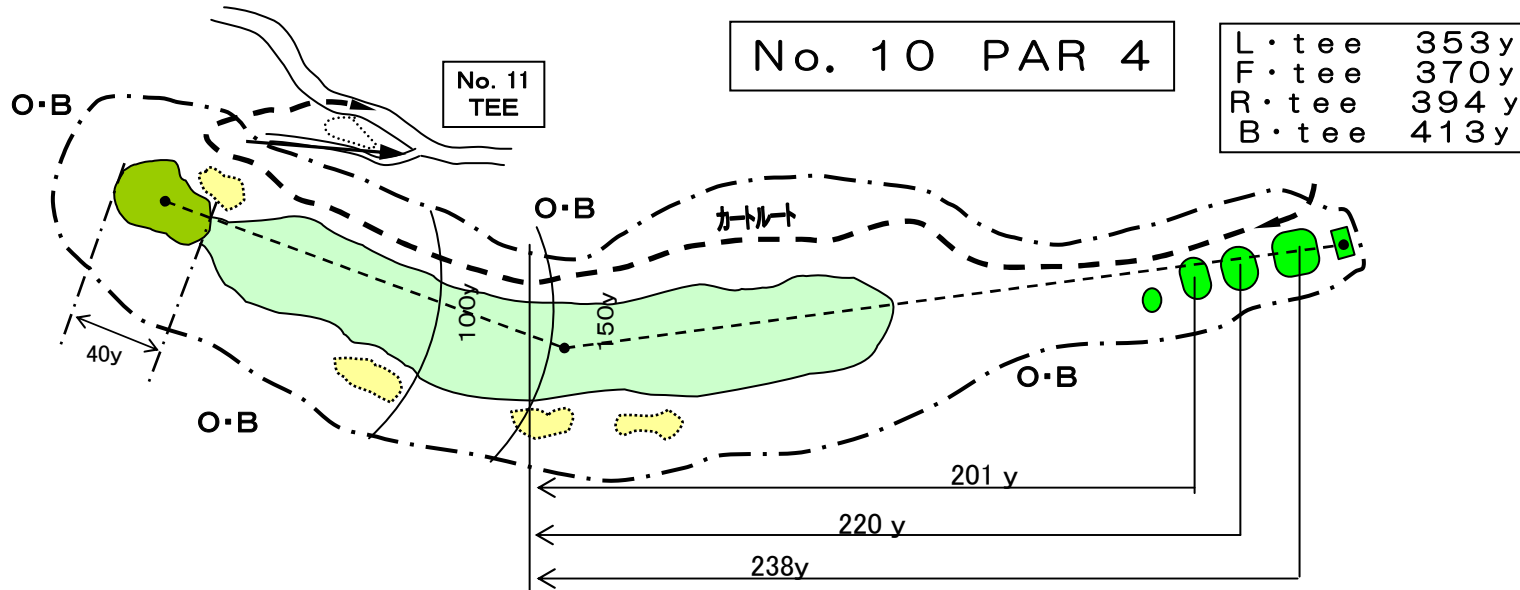 No. 10 PAR 4
L・tee 353y
F・tee 370y
R・tee 394 y
B・tee 413y
No. 11
TEE
O・B
O・B
カートルート
100y
150y
40y
O・B
O・B
201 y
220 y
238y